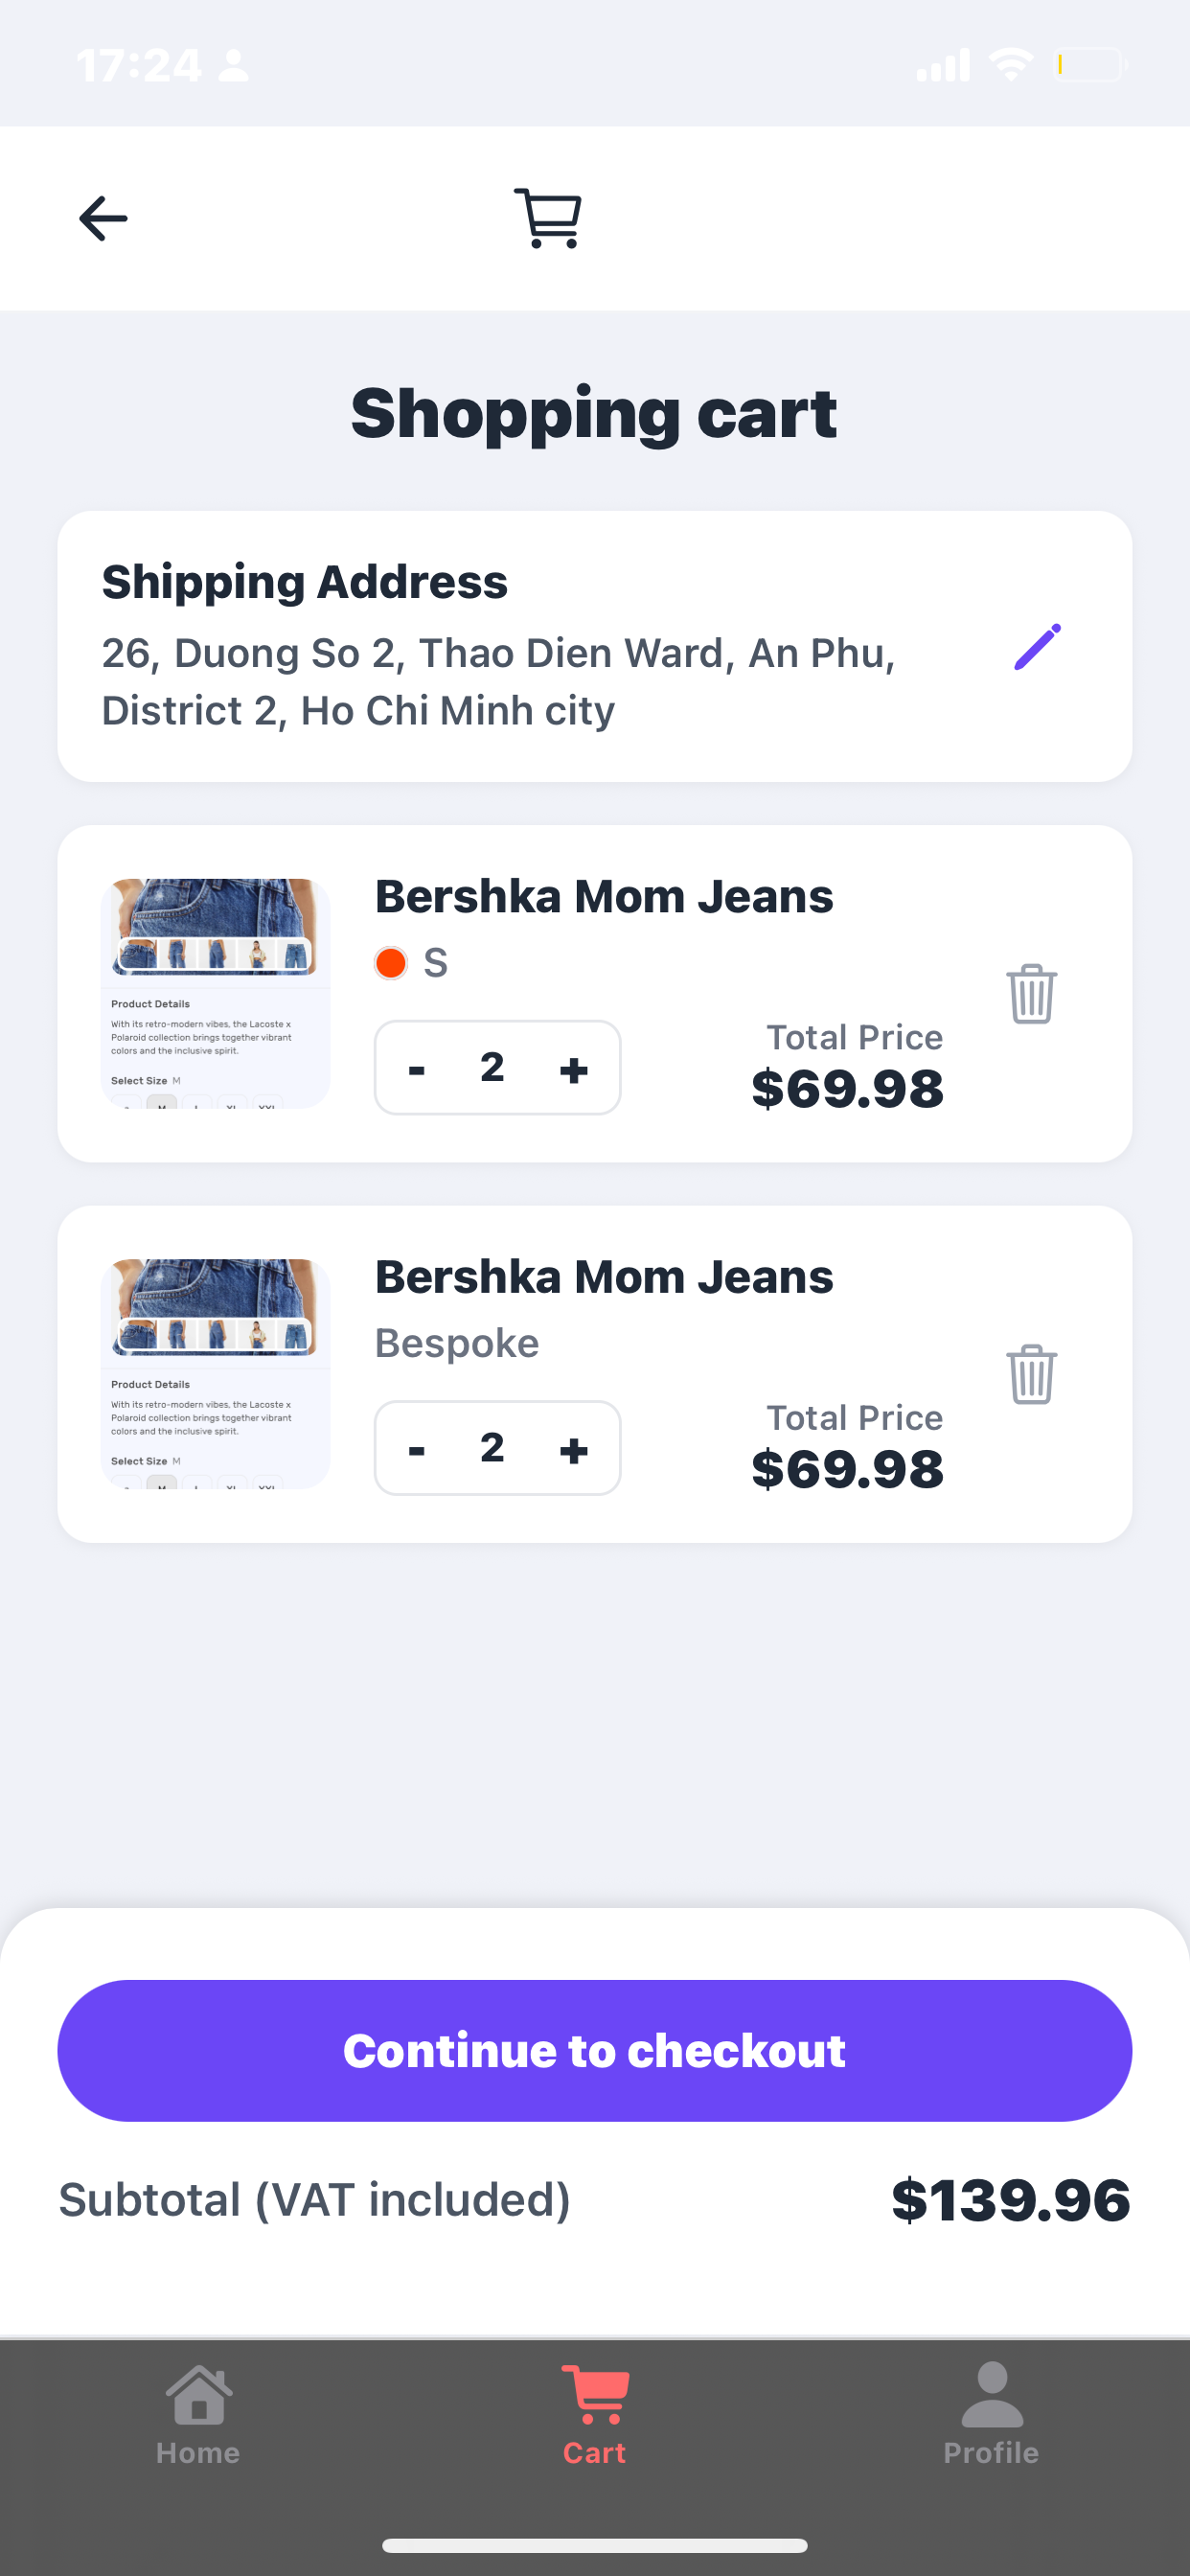 17:24
Shopping cart
Shipping Address
26, Duong So 2, Thao Dien Ward, An Phu,
District 2, Ho Chi Minh city
Bershka Mom Jeans
S
- 2 +
Total Price
$69.98
Product Details
With its retro-modern vibes, the Lacoste x
Polaroid collection brings together vibrant
colors and the inclusive spirit.
Select Size M
M L XL XXL
Bershka Mom Jeans
Bespoke
- 2 +
Total Price
$69.98
Product Details
With its retro-modern vibes, the Lacoste x
Polaroid collection brings together vibrant
colors and the inclusive spirit.
Select Size M
M L XL XXL
Continue to checkout
Subtotal (VAT included)
$139.96
Home
Cart
Profile